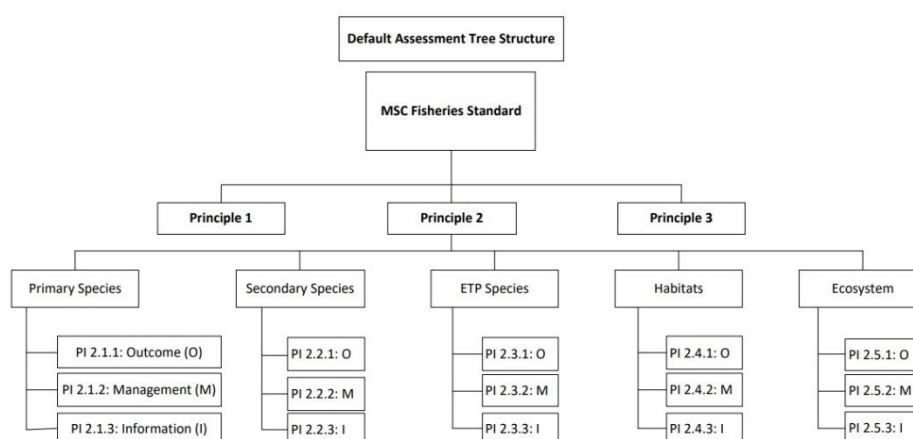 Default Assessment Tree Structure
MSC Fisheries Standard
Principle 1
Principle 2
Principle 3
Primary Species
Secondary Species
ETP Species
Habitats
Ecosystem
PI 2.1.1: Outcome (O)
PI 2.1.2: Management (M)
PI 2.1.3: Information (I)
PI 2.2.1: O
PI 2.2.2: M
PI 2.2.3: I
PI 2.3.1: O
PI 2.3.2: M
PI 2.3.3: I
PI 2.4.1: O
PI 2.4.2: M
PI 2.4.3: I
PI 2.5.1: O
PI 2.5.2: M
PI 2.5.3: I